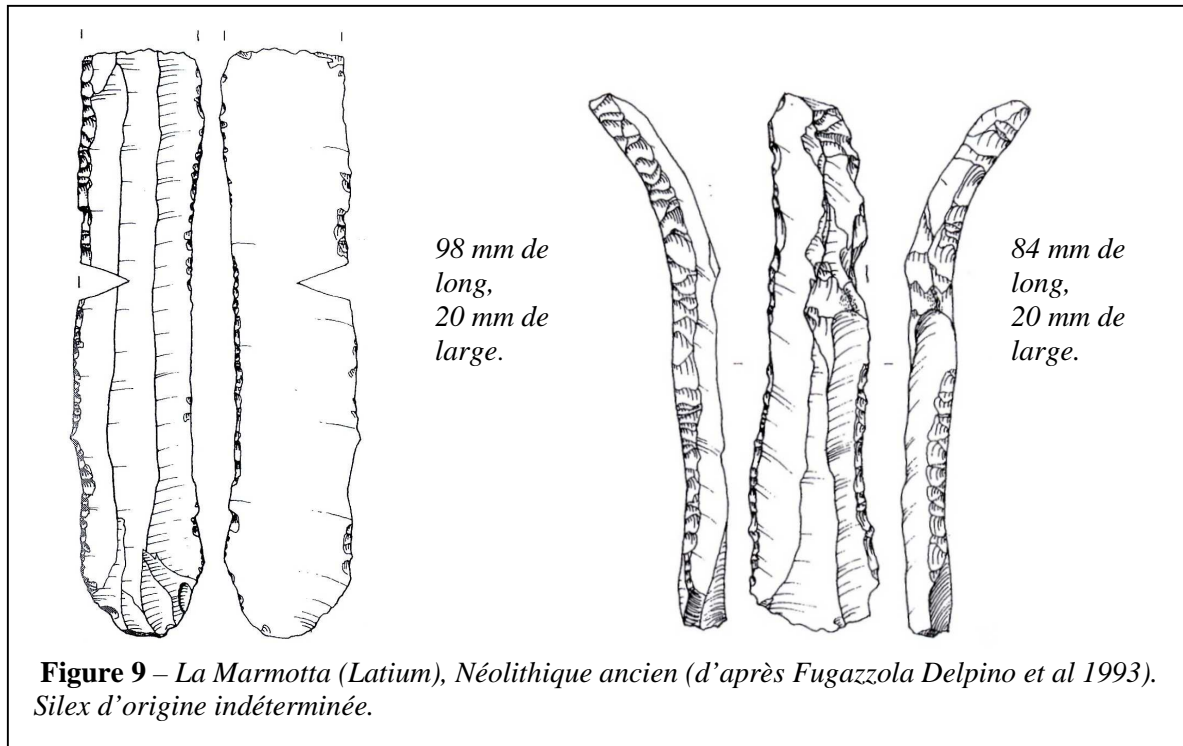 98 mm de
long,
20 mm de
large.
84 mm de
long,
20 mm de
large.
Figure 9 – La Marmotta (Latium), Néolithique ancien (d’après Fugazzola Delpino et al 1993).
Silex d’origine indéterminée.